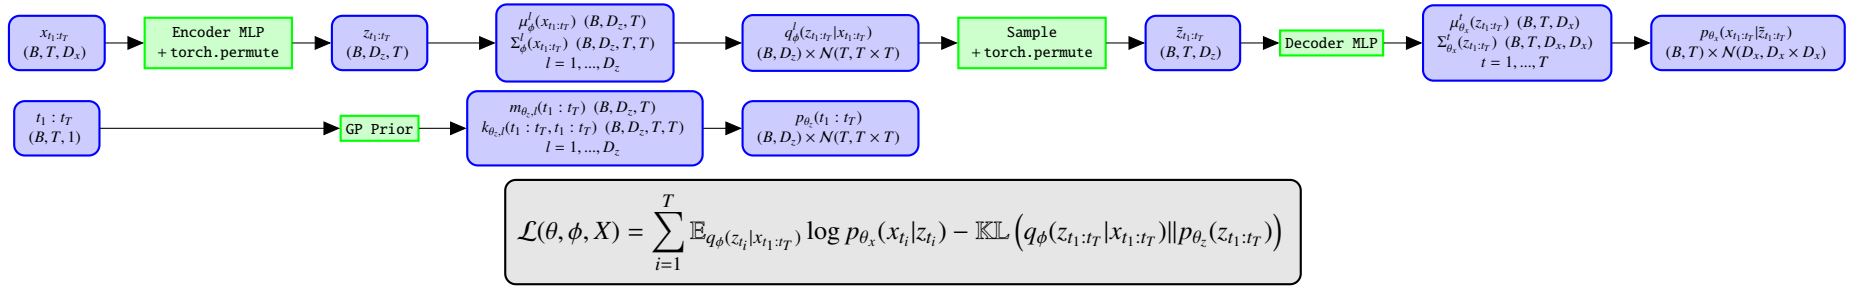 x_{t_1:t_T}
(B, T, D_x)
Encoder MLP
+ torch.permute
z_{t_1:t_T}
(B, D_z, T)
μ^l_ϕ(x_{t_1:t_T}) (B, D_z, T)
Σ^l_ϕ(x_{t_1:t_T}) (B, D_z, T, T)
l = 1, ..., D_z
q^l_ϕ(z_{t_1:t_T}|x_{t_1:t_T})
(B, D_z) × N(T, T × T)
Sample
+ torch.permute
z̃_{t_1:t_T}
(B, T, D_z)
Decoder MLP
μ^t_{θ_x}(z_{t_1:t_T}) (B, T, D_x)
Σ^t_{θ_x}(z_{t_1:t_T}) (B, T, D_x, D_x)
t = 1, ..., T
p_{θ_x}(x_{t_1:t_T}|z̃_{t_1:t_T})
(B, T) × N(D_x, D_x × D_x)
t_1 : t_T
(B, T, 1)
GP Prior
m_{θ_z,l}(t_1 : t_T) (B, D_z, T)
k_{θ_z,l}(t_1 : t_T, t_1 : t_T) (B, D_z, T, T)
l = 1, ..., D_z
p_{θ_z}(t_1 : t_T)
(B, D_z) × N(T, T × T)
ℒ(θ, ϕ, X) = ∑_{i=1}^{T} 𝔼_{q_ϕ(z_{t_i}|x_{t_1:t_T})} log p_{θ_x}(x_{t_i}|z_{t_i}) − 𝕂𝕃 (q_ϕ(z_{t_1:t_T}|x_{t_1:t_T})||p_{θ_z}(z_{t_1:t_T}))